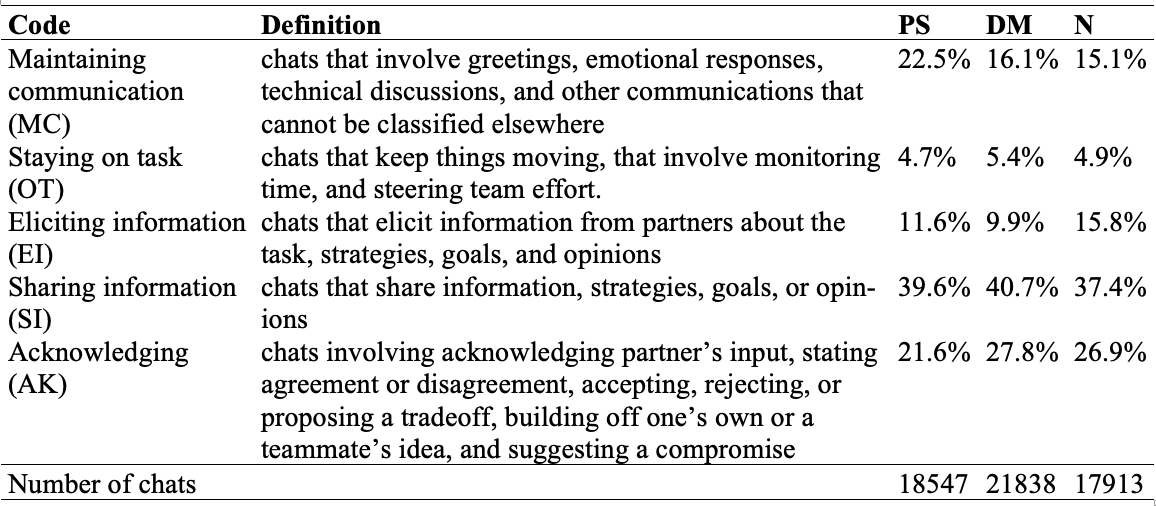 Code Definition PS DM N
Maintaining chats that involve greetings, emotional responses, 22.5% 16.1% 15.1%
communication technical discussions, and other communications that
(MC) cannot be classified elsewhere
Staying on task chats that keep things moving, that involve monitoring 4.7% 5.4% 4.9%
(OT) time, and steering team effort.
Eliciting information chats that elicit information from partners about the 11.6% 9.9% 15.8%
(EI) task, strategies, goals, and opinions
Sharing information chats that share information, strategies, goals, or opin- 39.6% 40.7% 37.4%
(SI) ions
Acknowledging chats involving acknowledging partner’s input, stating 21.6% 27.8% 26.9%
(AK) agreement or disagreement, accepting, rejecting, or
proposing a tradeoff, building off one’s own or a
teammate’s idea, and suggesting a compromise
Number of chats 18547 21838 17913